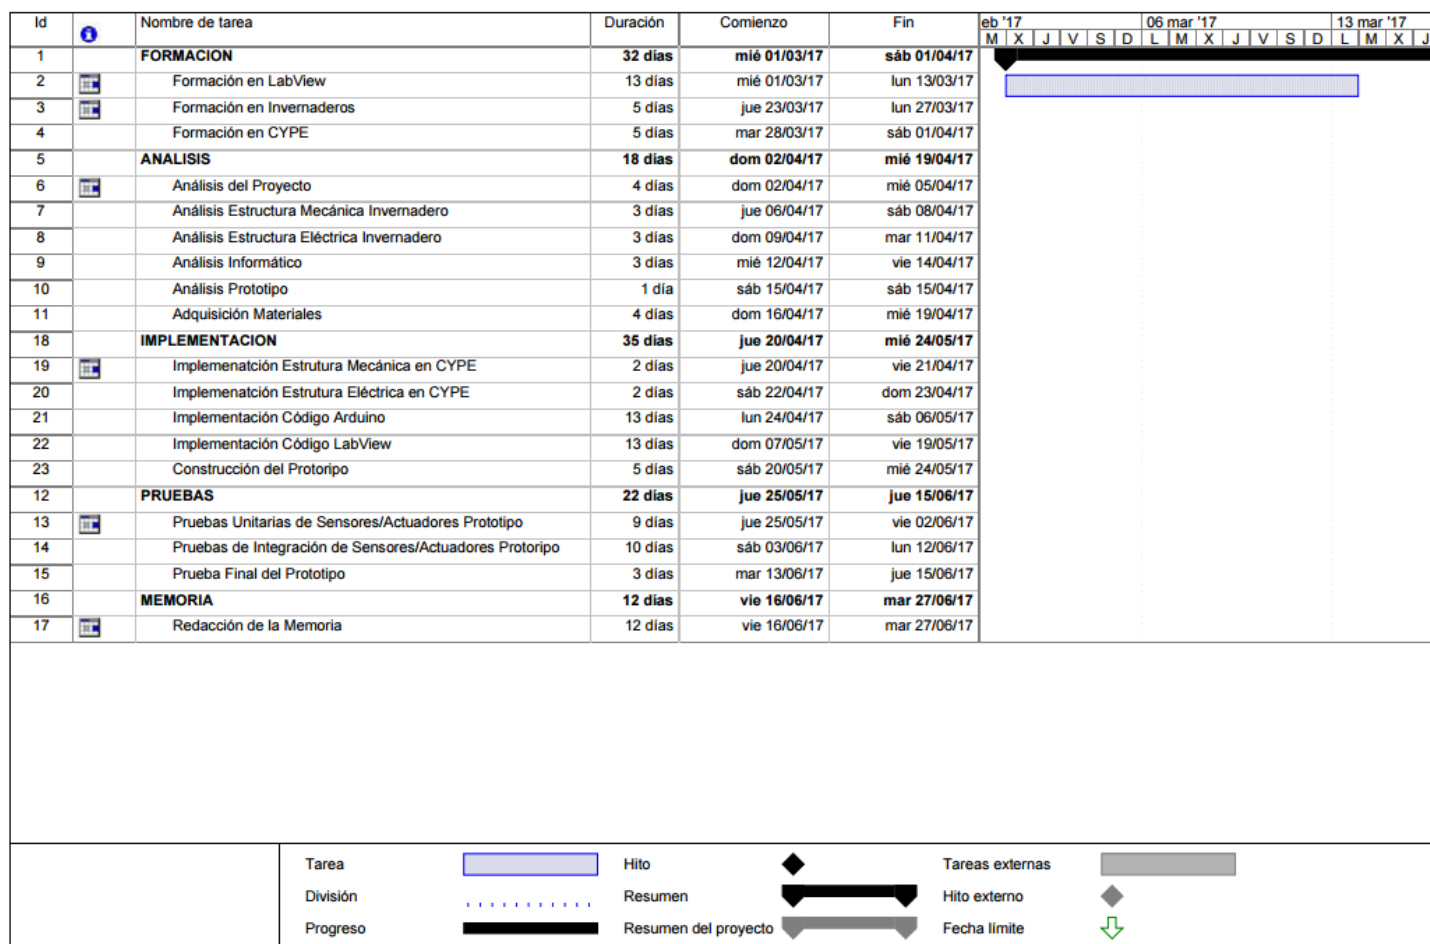 Id Nombre de tarea Duración Comienzo Fin eb '17 06 mar '17 13 mar '17
M X J V S D L M X J V S D L M X J
1 FORMACION 32 días mié 01/03/17 sáb 01/04/17
2 Formación en LabView 13 días mié 01/03/17 lun 13/03/17
3 Formación en Invernaderos 5 días jue 23/03/17 lun 27/03/17
4 Formación en CYPE 5 días mar 28/03/17 sáb 01/04/17
5 ANALISIS 18 días dom 02/04/17 mié 19/04/17
6 Análisis del Proyecto 4 días dom 02/04/17 mié 05/04/17
7 Análisis Estructura Mecánica Invernadero 3 días jue 06/04/17 sáb 08/04/17
8 Análisis Estructura Eléctrica Invernadero 3 días dom 09/04/17 mar 11/04/17
9 Análisis Informático 3 días mié 12/04/17 vie 14/04/17
10 Análisis Prototipo 1 día sáb 15/04/17 sáb 15/04/17
11 Adquisición Materiales 4 días dom 16/04/17 mié 19/04/17
18 IMPLEMENTACION 35 días jue 20/04/17 mié 24/05/17
19 Implemenatción Estrutura Mecánica en CYPE 2 días jue 20/04/17 vie 21/04/17
20 Implemenatción Estrutura Eléctrica en CYPE 2 días sáb 22/04/17 dom 23/04/17
21 Implementación Código Arduino 13 días lun 24/04/17 sáb 06/05/17
22 Implementación Código LabView 13 días dom 07/05/17 vie 19/05/17
23 Construcción del Protoripo 5 días sáb 20/05/17 mié 24/05/17
12 PRUEBAS 22 días jue 25/05/17 jue 15/06/17
13 Pruebas Unitarias de Sensores/Actuadores Prototipo 9 días jue 25/05/17 vie 02/06/17
14 Pruebas de Integración de Sensores/Actuadores Protoripo 10 días sáb 03/06/17 lun 12/06/17
15 Prueba Final del Prototipo 3 días mar 13/06/17 jue 15/06/17
16 MEMORIA 12 días vie 16/06/17 mar 27/06/17
17 Redacción de la Memoria 12 días vie 16/06/17 mar 27/06/17
Tarea Hito Tareas externas
División Resumen Hito externo
Progreso Resumen del proyecto Fecha límite